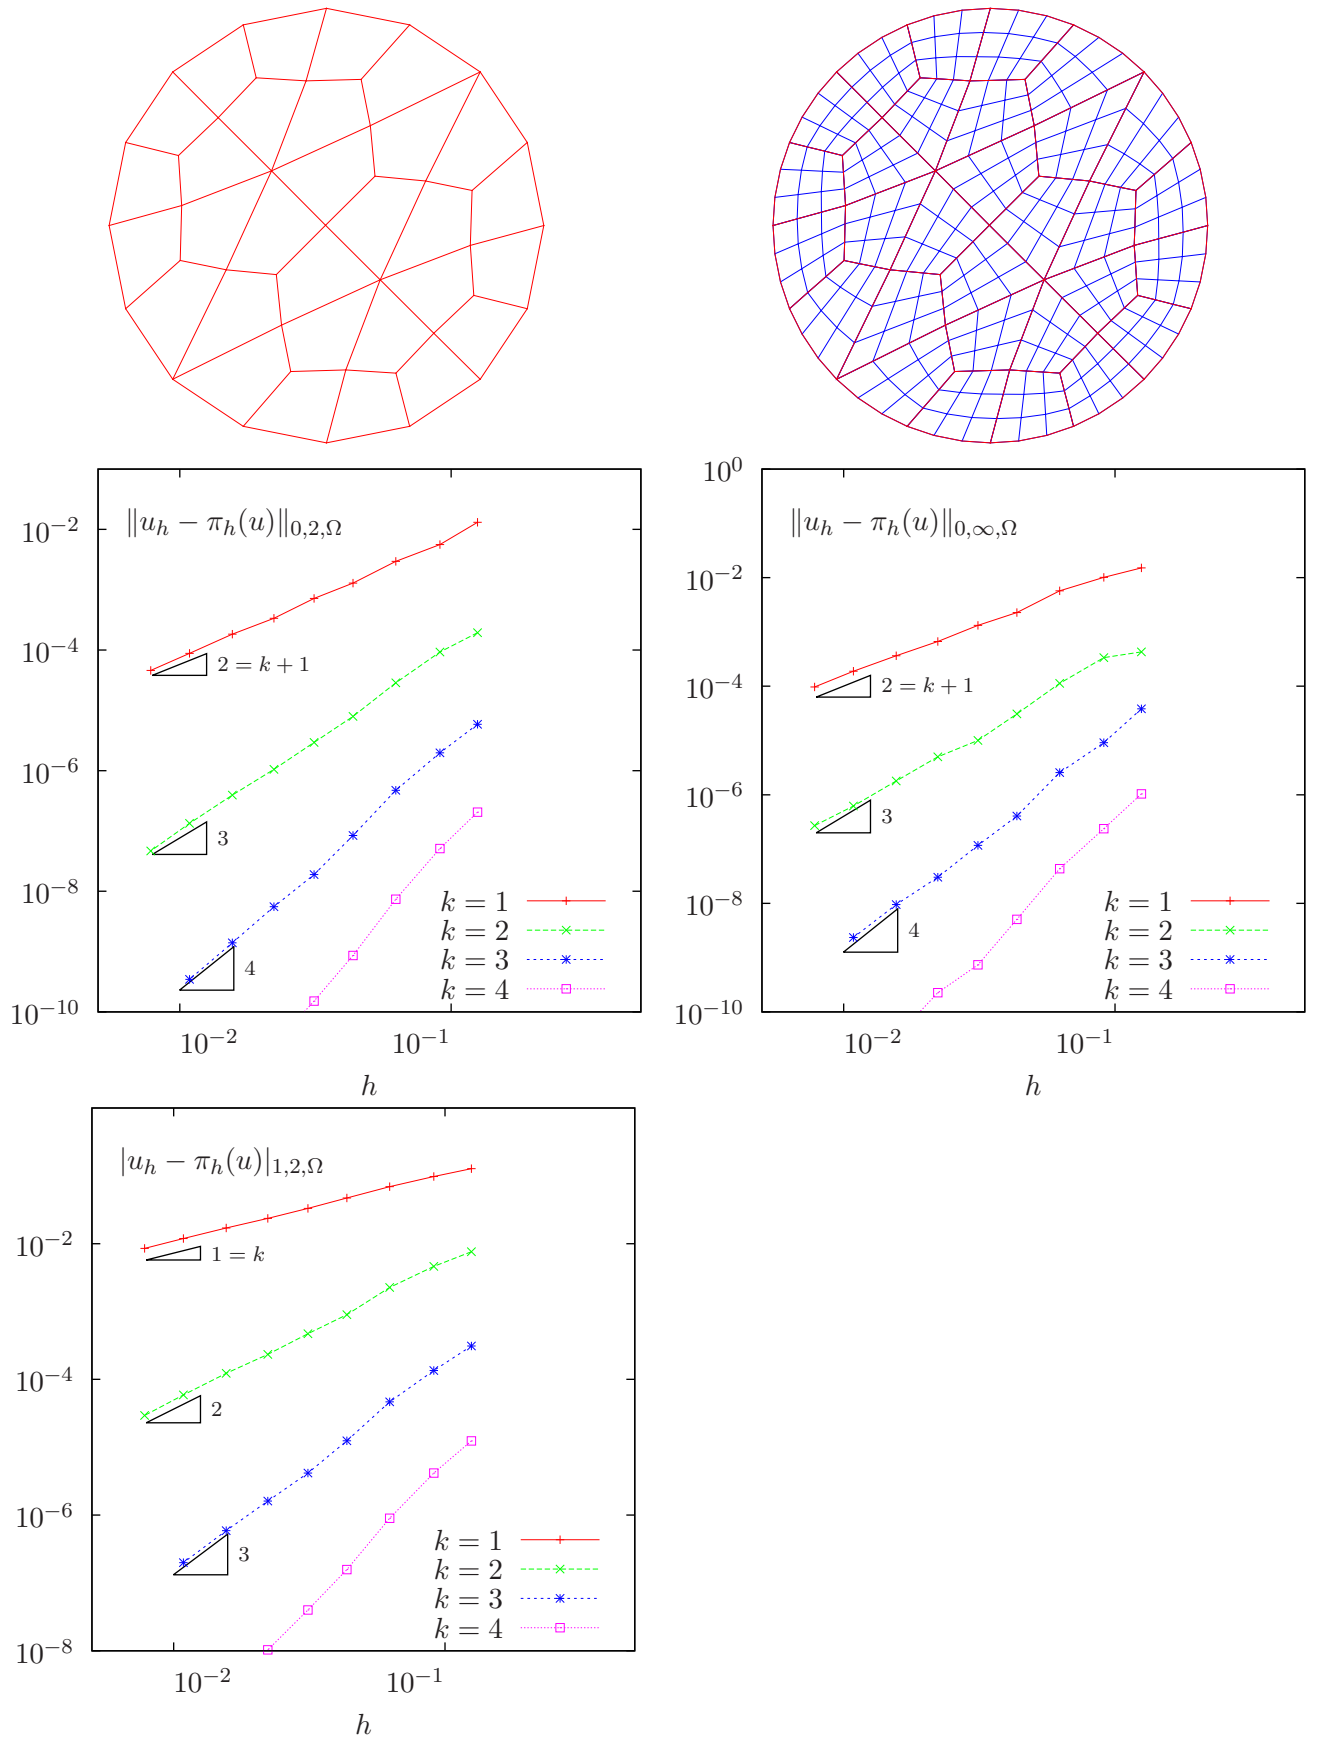 ‖u_h − π_h(u)‖_{0,2,Ω}
10^{−2}
10^{−4}
10^{−6}
10^{−8}
10^{−10}
2 = k + 1
3
4
k = 1
k = 2
k = 3
k = 4
10^{−2}
10^{−1}
h
‖u_h − π_h(u)‖_{0,∞,Ω}
10^{0}
10^{−2}
10^{−4}
10^{−6}
10^{−8}
10^{−10}
2 = k + 1
3
4
k = 1
k = 2
k = 3
k = 4
10^{−2}
10^{−1}
h
|u_h − π_h(u)|_{1,2,Ω}
10^{−2}
10^{−4}
10^{−6}
10^{−8}
1 = k
2
3
k = 1
k = 2
k = 3
k = 4
10^{−2}
10^{−1}
h